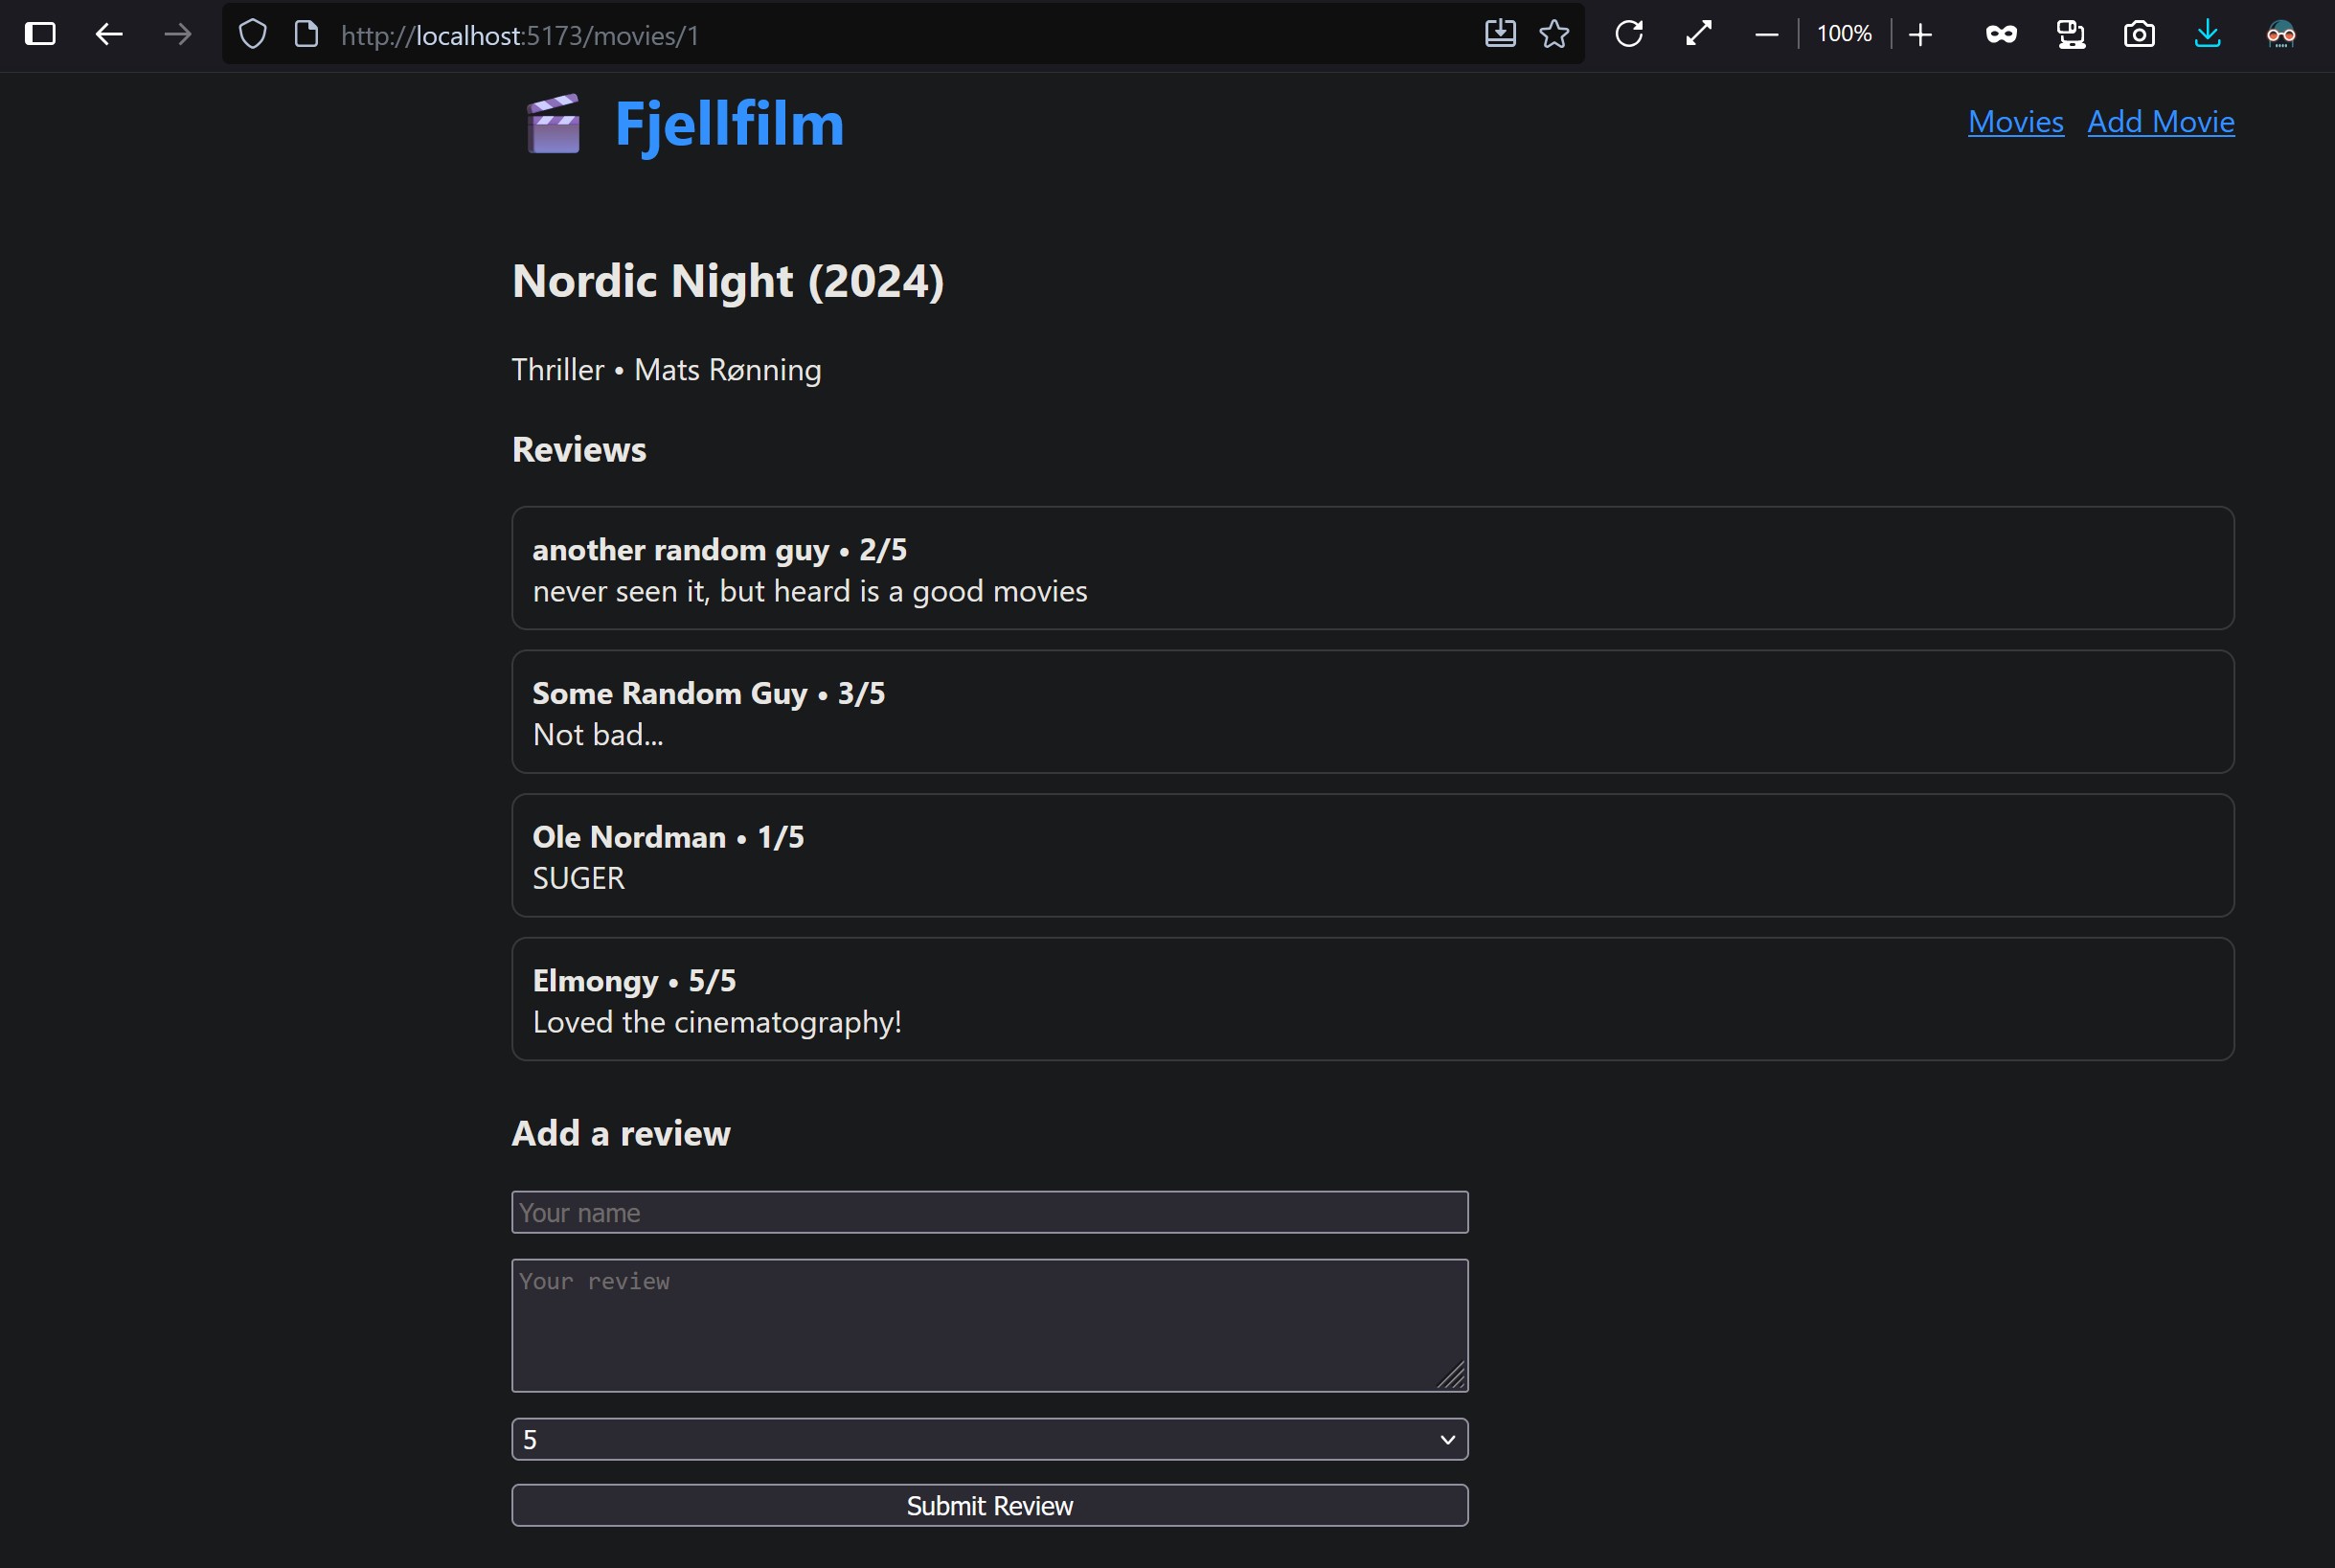 http://localhost:5173/movies/1
100%
Fjellfilm
Movies Add Movie
Nordic Night (2024)
Thriller • Mats Rønning
Reviews
another random guy • 2/5
never seen it, but heard is a good movies
Some Random Guy • 3/5
Not bad...
Ole Nordman • 1/5
SUGER
Elmongy • 5/5
Loved the cinematography!
Add a review
Your name
Your review
5
Submit Review